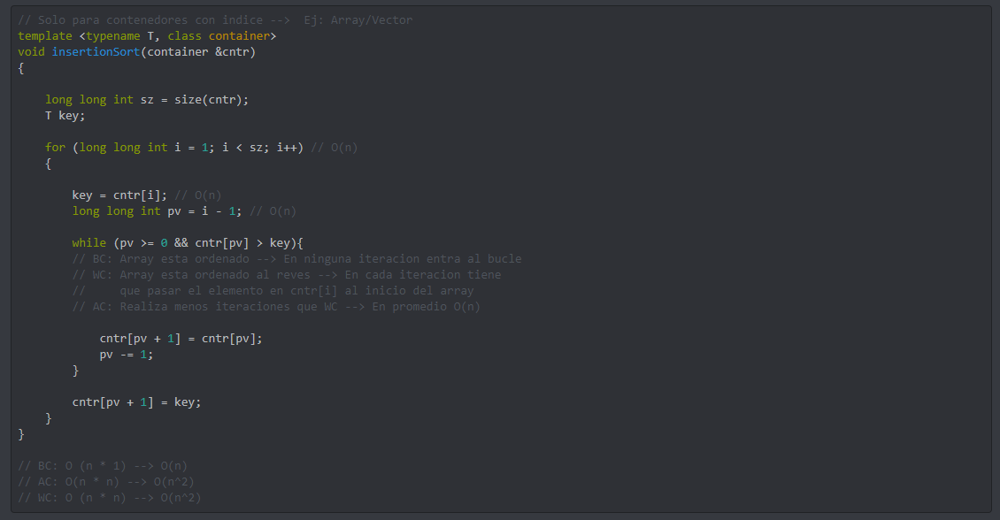 // Solo para contenedores con indice -->  Ej: Array/Vector
template <typename T, class container>
void insertionSort(container &cntr)
{
    long long int sz = size(cntr);
    T key;
    for (long long int i = 1; i < sz; i++) // O(n)
    {
        key = cntr[i]; // O(n)
        long long int pv = i - 1; // O(n)
        while (pv >= 0 && cntr[pv] > key){
        // BC: Array esta ordenado --> En ninguna iteracion entra al bucle
        // WC: Array esta ordenado al reves --> En cada iteracion tiene
        //     que pasar el elemento en cntr[i] al inicio del array
        // AC: Realiza menos iteraciones que WC --> En promedio O(n)
            cntr[pv + 1] = cntr[pv];
            pv -= 1;
        }
        cntr[pv + 1] = key;
    }
}
// BC: O (n * 1) --> O(n)
// AC: O(n * n) --> O(n^2)
// WC: O (n * n) --> O(n^2)